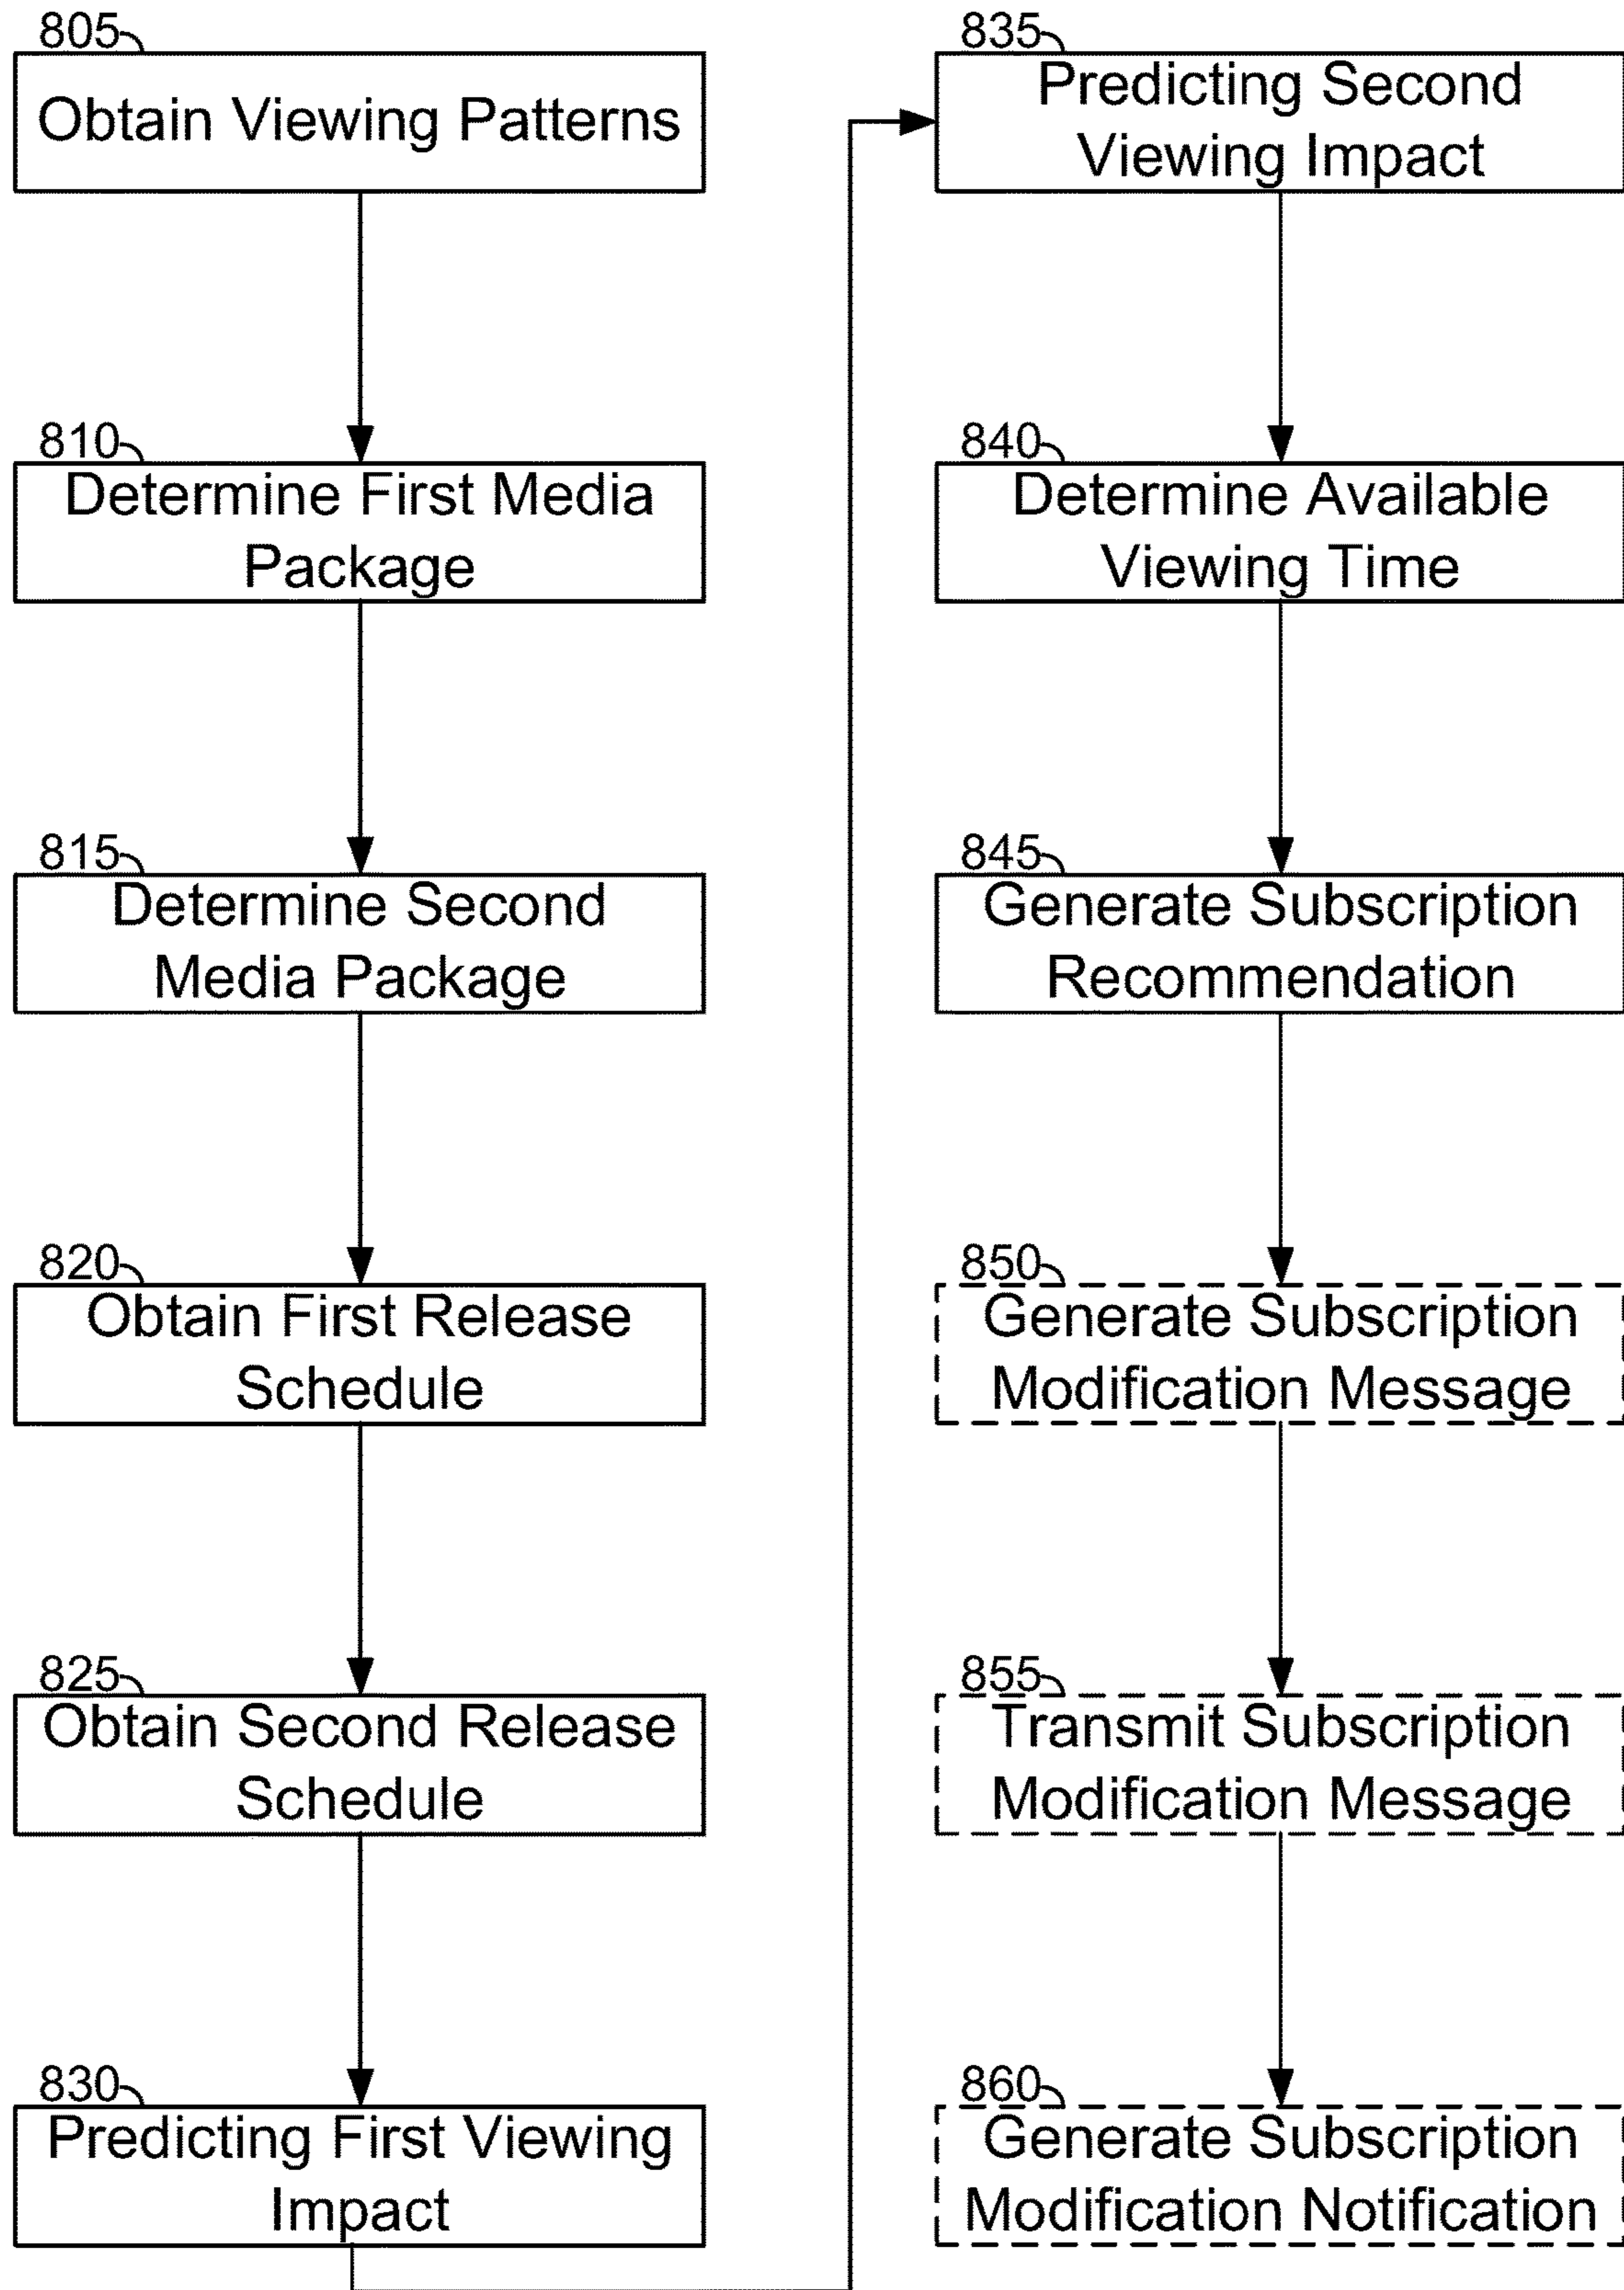 805
Obtain Viewing Patterns
810
Determine First Media
Package
815
Determine Second
Media Package
820
Obtain First Release
Schedule
825
Obtain Second Release
Schedule
830
Predicting First Viewing
Impact
835
Predicting Second
Viewing Impact
840
Determine Available
Viewing Time
845
Generate Subscription
Recommendation
850
Generate Subscription
Modification Message
855
Transmit Subscription
Modification Message
860
Generate Subscription
Modification Notification